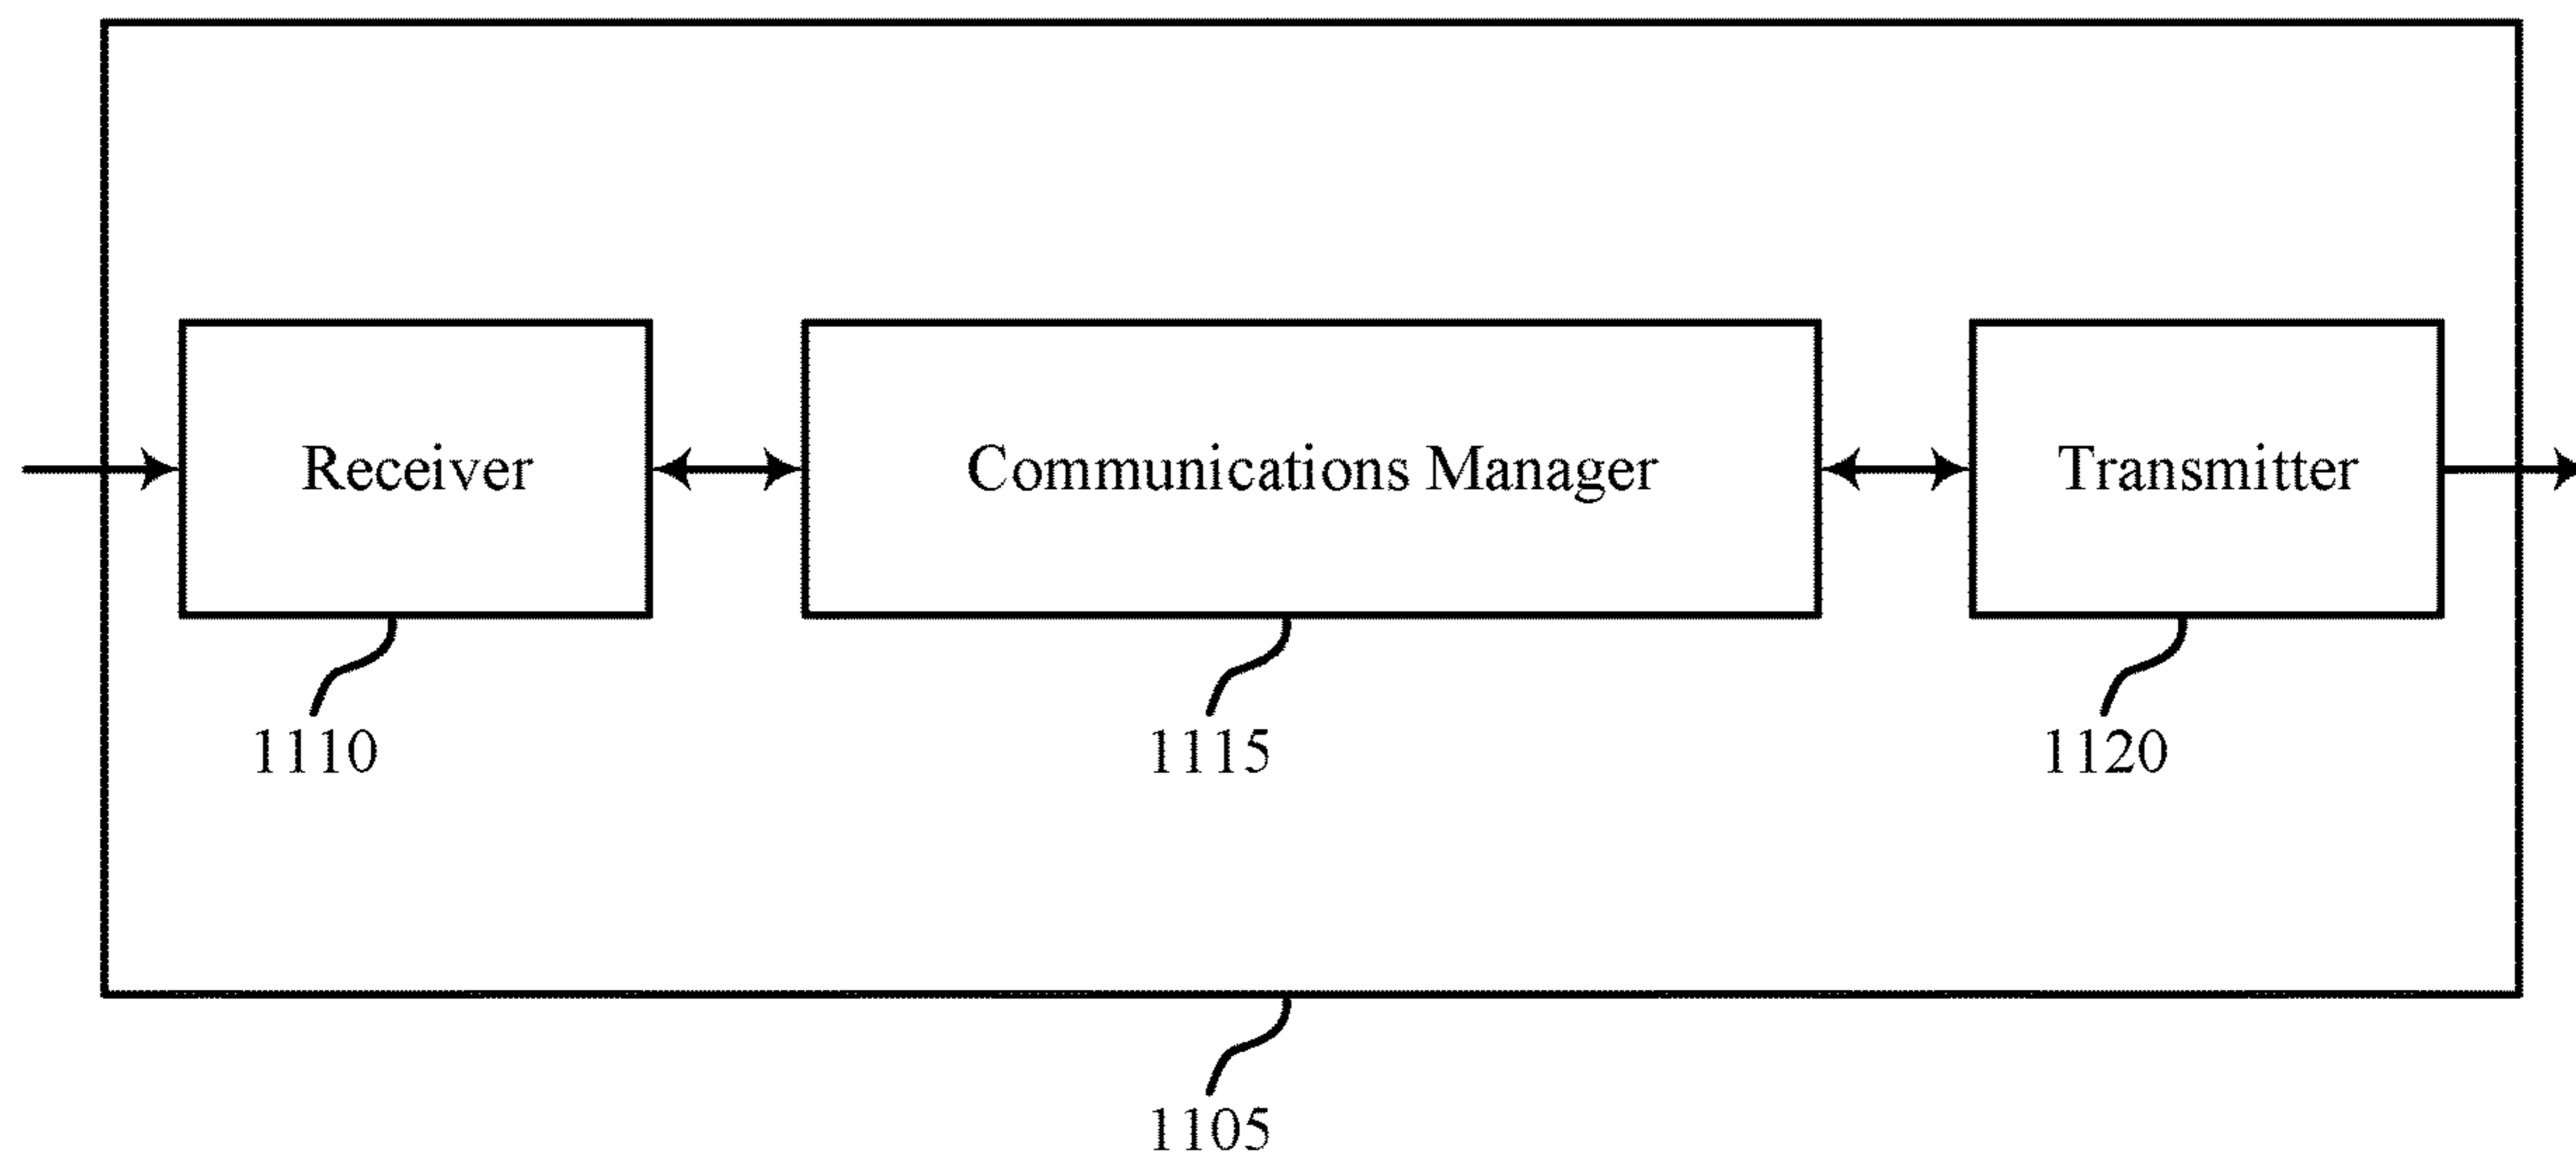 Receiver
Communications Manager
Transmitter
1110
1115
1120
1105